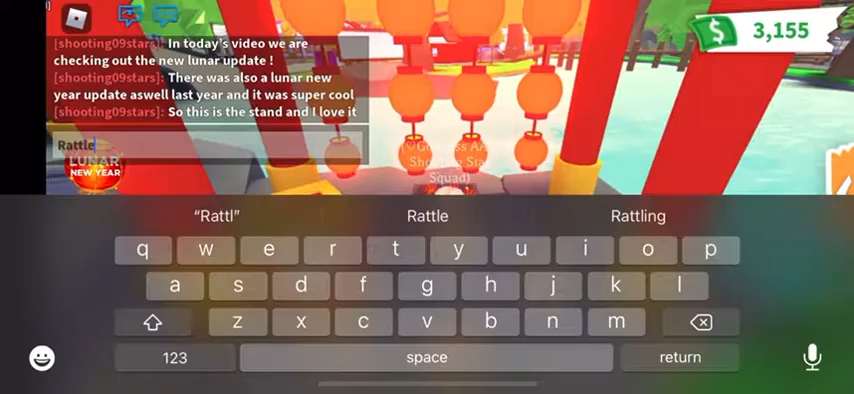 [shooting09stars]: In today's video we are
checking out the new lunar update !
[shooting09stars]: There was also a lunar new
year update aswell last year and it was super cool
[shooting09stars]: So this is the stand and I love it
Rattle
LUNAR
NEW YEAR
Squad)
$ 3,155
“Rattl” Rattle Rattling
q w e r t y u i o p
a s d f g h j k l
z x c v b n m
123 space return